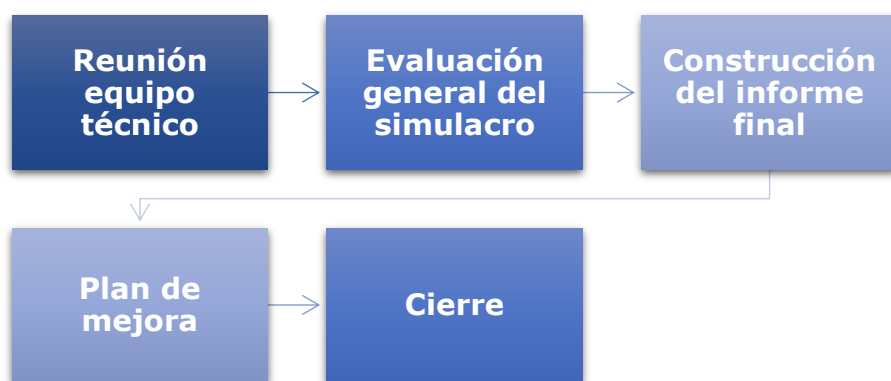 Reunión
equipo
técnico
Evaluación
general del
simulacro
Construcción
del informe
final
Plan de
mejora
Cierre